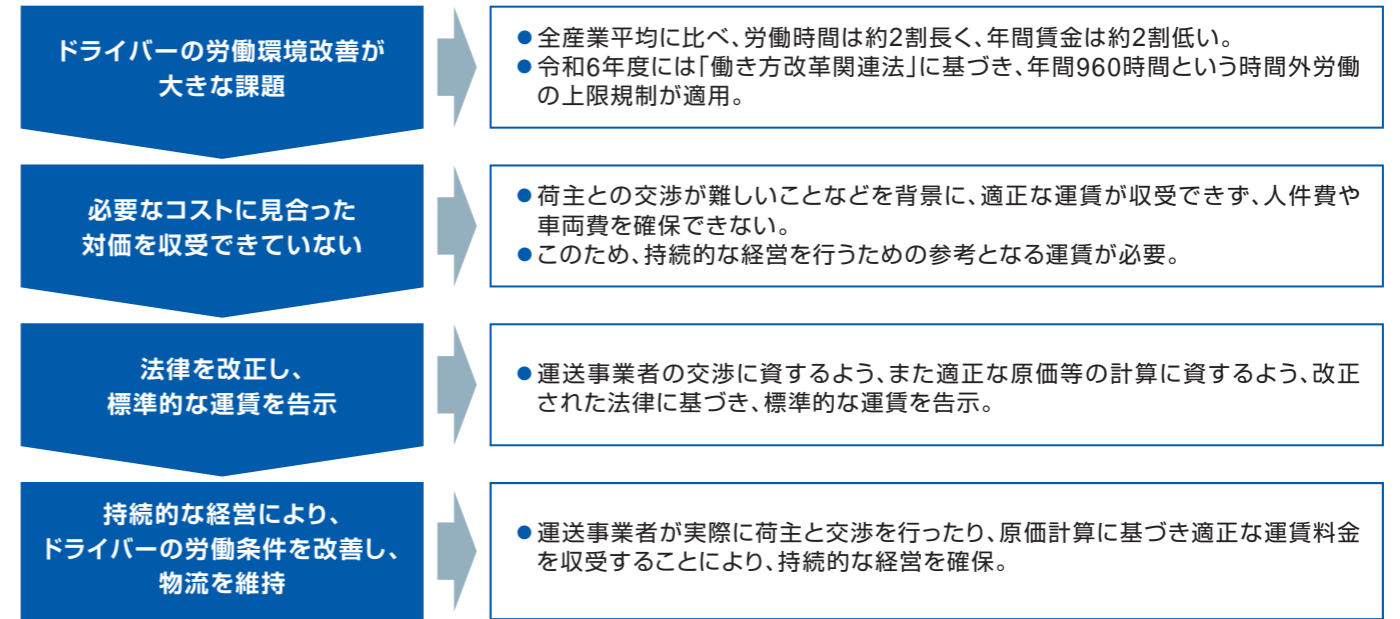 ドライバーの労働環境改善が
大きな課題
●全産業平均に比べ、労働時間は約2割長く、年間賃金は約2割低い。
●令和6年度には「働き方改革関連法」に基づき、年間960時間という時間外労働
の上限規制が適用。
必要なコストに見合った
対価を収受できていない
●荷主との交渉が難しいことなどを背景に、適正な運賃が収受できず、人件費や
車両費を確保できない。
●このため、持続的な経営を行うための参考となる運賃が必要。
法律を改正し、
標準的な運賃を告示
●運送事業者の交渉に資するよう、また適正な原価等の計算に資するよう、改正
された法律に基づき、標準的な運賃を告示。
持続的な経営により、
ドライバーの労働条件を改善し、
物流を維持
●運送事業者が実際に荷主と交渉を行ったり、原価計算に基づき適正な運賃料金
を収受することにより、持続的な経営を確保。